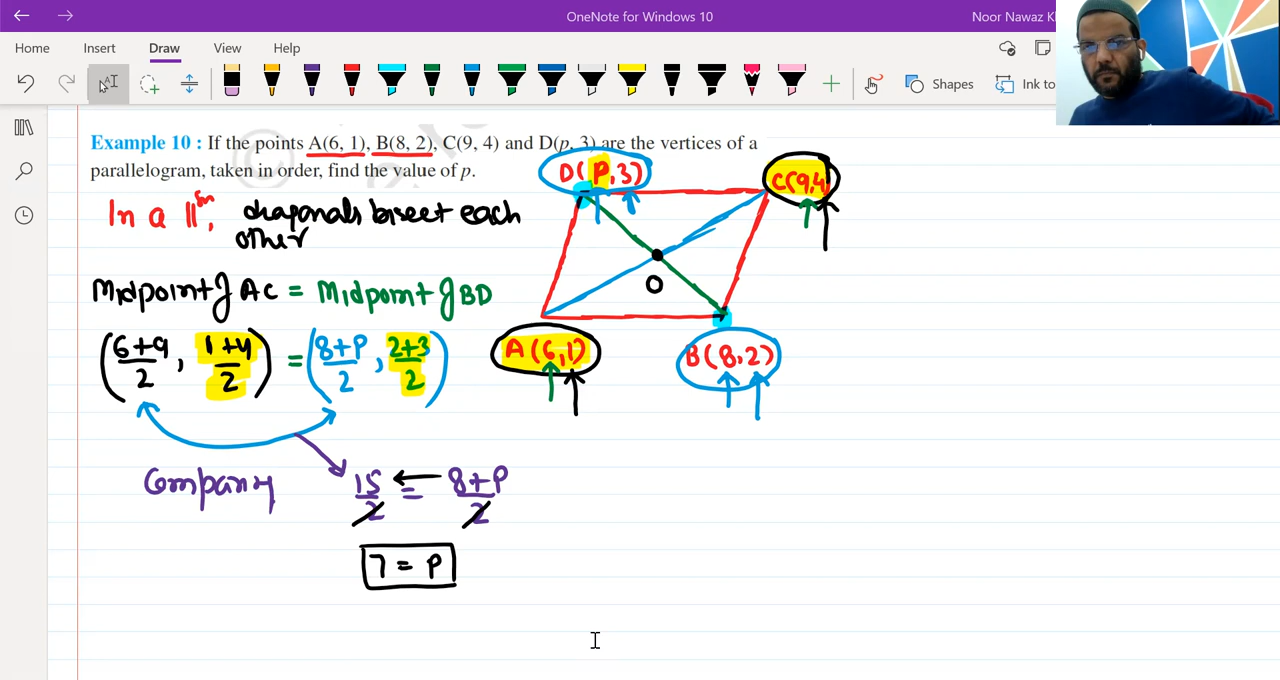 OneNote for Windows 10
Noor Nawaz
Home Insert Draw View Help
Shapes Ink to
Example 10 : If the points A(6, 1), B(8, 2), C(9, 4) and D(p, 3) are the vertices of a
parallelogram, taken in order, find the value of p.
D(P,3)
C(9,4)
In a ||gm, diagonals bisect each
other
O
Midpoint of AC = Midpoint of BD
(6+9/2, 1+4/2) = (8+P/2, 2+3/2)
A(6,1)
B(8,2)
15/2 = 8+P/2
7 = P